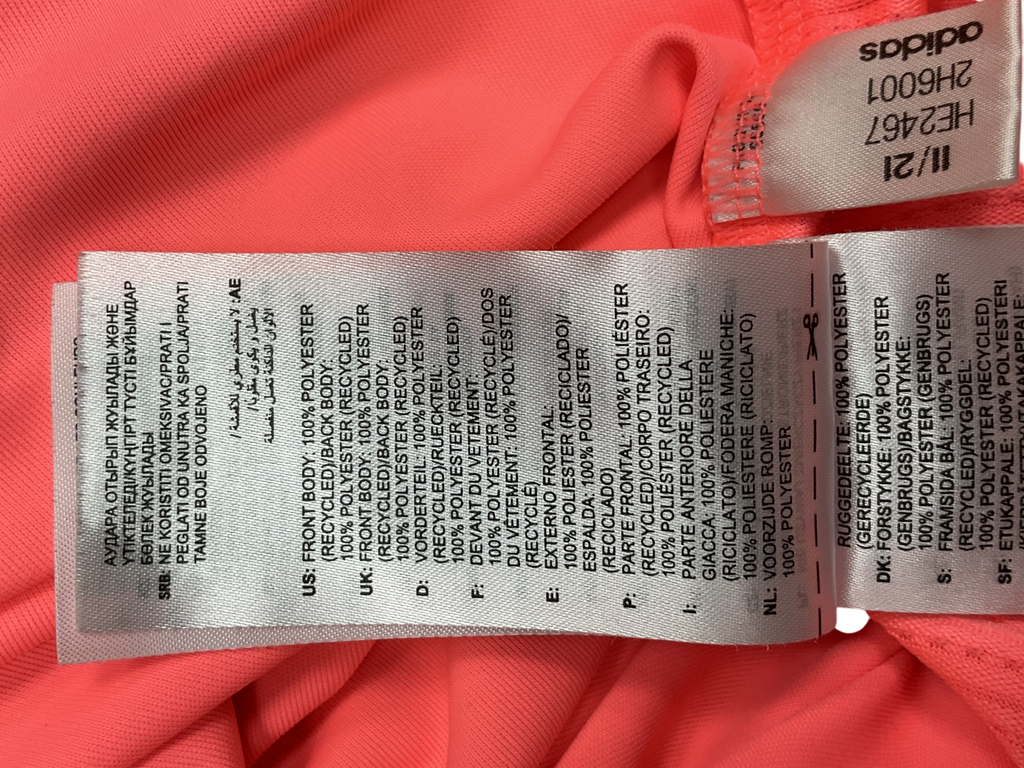 adidas
2H6001
HE2467
11/21
АУДАРА ОТЫРЫП ЖУЫЛАДЫ ЖӘНЕ
ҮТІКТЕЛЕДІ/КҮҢГІРТ ТҮСТІ БҰЙЫМДАР
БӨЛЕК ЖУЫЛАДЫ
SRB: NE KORISTITI OMEKSIVAC/PRATI I
PEGLATI OD UNUTRA KA SPOLJA/PRATI
TAMNE BOJE ODVOJENO
AE:
US: FRONT BODY: 100% POLYESTER
(RECYCLED)/BACK BODY:
100% POLYESTER (RECYCLED)
UK: FRONT BODY: 100% POLYESTER
(RECYCLED)/BACK BODY:
100% POLYESTER (RECYCLED)
D: VORDERTEIL: 100% POLYESTER
(RECYCLED)/RUECKTEIL:
100% POLYESTER (RECYCLED)
F: DEVANT DU VETEMENT:
100% POLYESTER (RECYCLÉ)/DOS
DU VÊTEMENT: 100% POLYESTER
(RECYCLÉ)
E: EXTERNO FRONTAL:
100% POLIESTER (RECICLADO)/
ESPALDA: 100% POLIESTER
(RECICLADO)
P: PARTE FRONTAL: 100% POLIÉSTER
(RECYCLED)/CORPO TRASEIRO:
100% POLIÉSTER (RECYCLED)
I: PARTE ANTERIORE DELLA
GIACCA: 100% POLIESTERE
(RICICLATO)/FODERA MANICHE:
100% POLIESTERE (RICICLATO)
NL: VOORZIJDE ROMP:
100% POLYESTER
RUGGEDEELTE: 100% POLYESTER
(GERECYCLEERDE)
DK: FORSTYKKE: 100% POLYESTER
(GENBRUGS)/BAGSTYKKE:
100% POLYESTER (GENBRUGS)
S: FRAMSIDA BÅL: 100% POLYESTER
(RECYCLED)/RYGGDEL:
100% POLYESTER (RECYCLED)
SF: ETUKAPPALE: 100% POLYESTERI